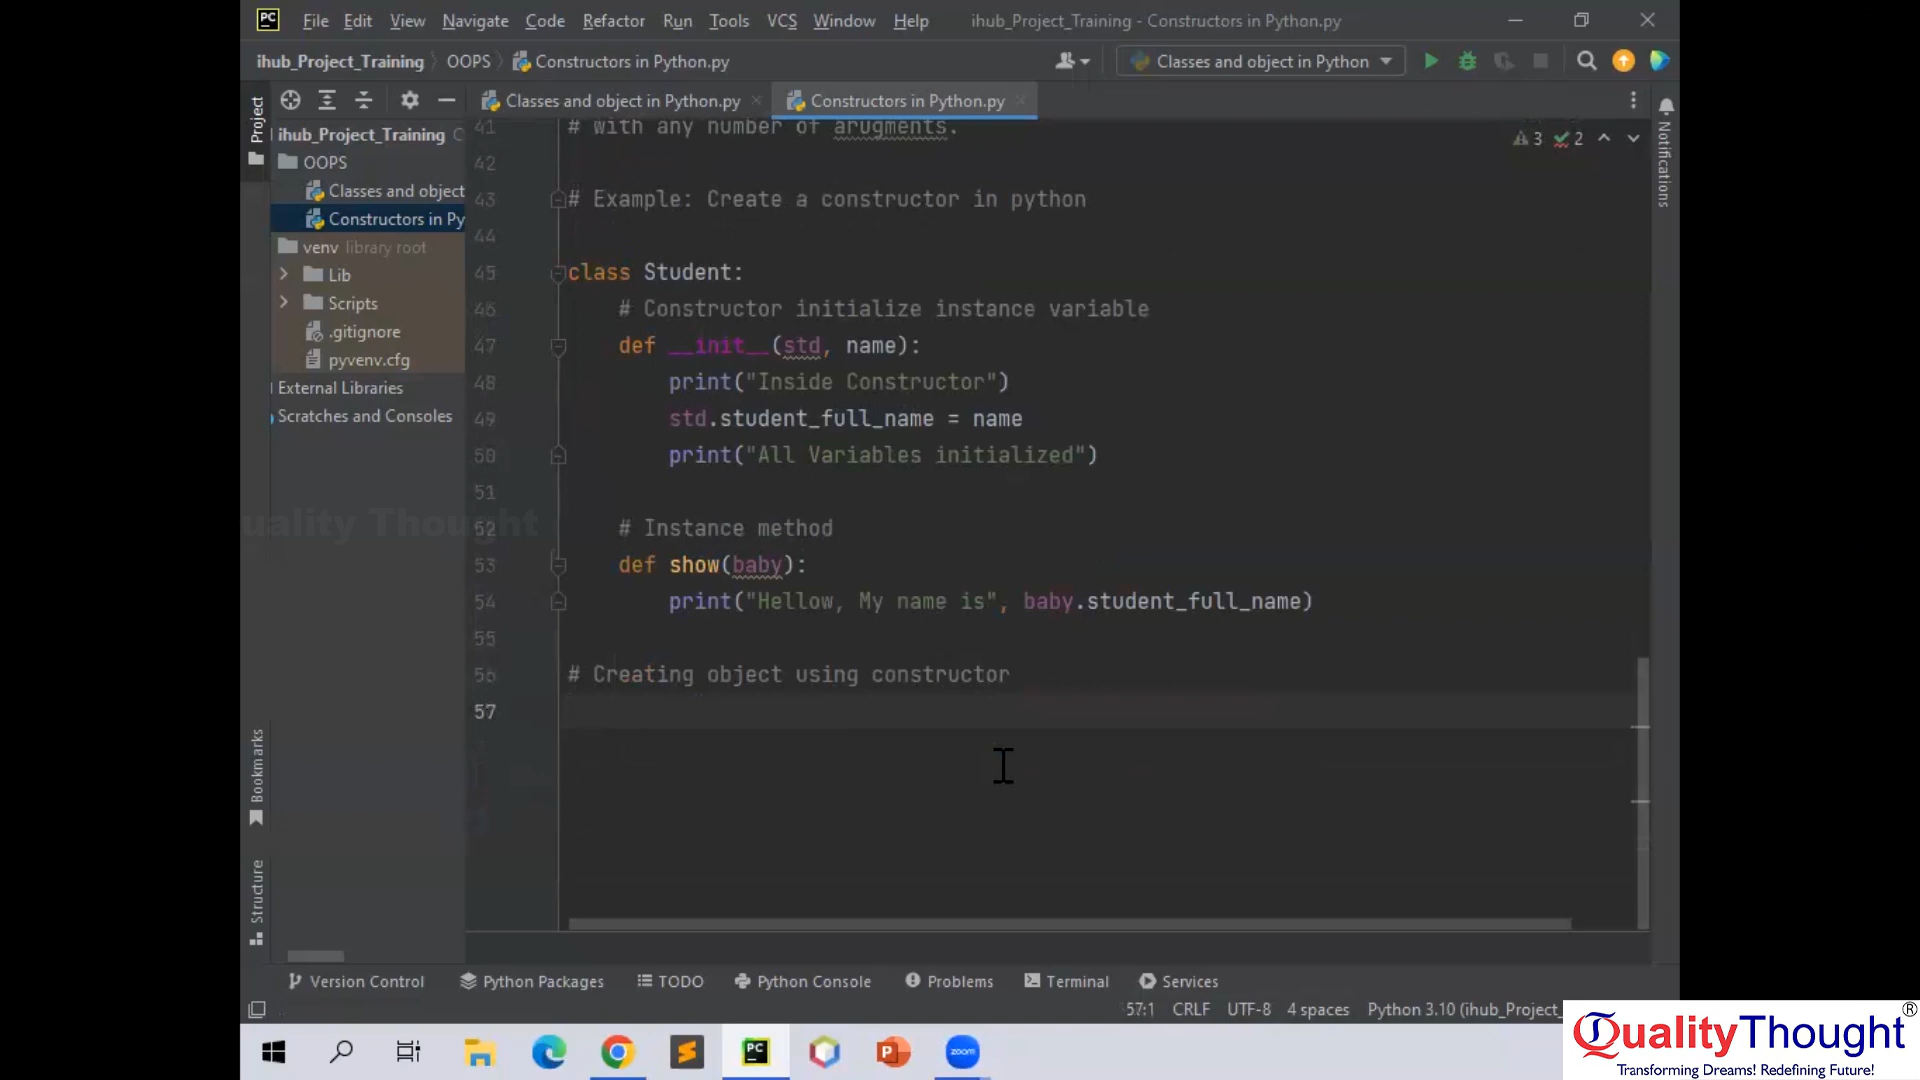 PC File Edit View Navigate Code Refactor Run Tools VCS Window Help ihub_Project_Training - Constructors in Python.py
ihub_Project_Training OOPS Constructors in Python.py Classes and object in Python
Project Classes and object in Python.py Constructors in Python.py
ihub_Project_Training C
OOPS
Classes and object
Constructors in Py
venv library root
Lib
Scripts
.gitignore
pyvenv.cfg
External Libraries
Scratches and Consoles
41 # with any number of arugments.
42
43 # Example: Create a constructor in python
44
45 class Student:
46 # Constructor initialize instance variable
47 def __init__(std, name):
48 print("Inside Constructor")
49 std.student_full_name = name
50 print("All Variables initialized")
51
52 # Instance method
53 def show(baby):
54 print("Hellow, My name is", baby.student_full_name)
55
56 # Creating object using constructor
57
3 2
Notifications
uality Thought
Bookmarks
Structure
Version Control Python Packages TODO Python Console Problems Terminal Services
57:1 CRLF UTF-8 4 spaces Python 3.10 (ihub_Project_
PC zoom
QualityThought®
Transforming Dreams! Redefining Future!